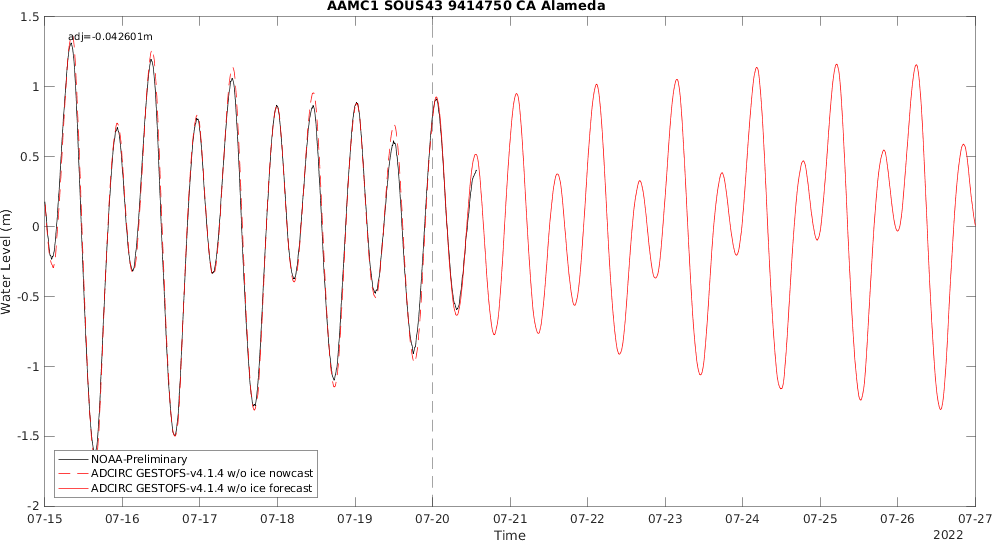 AAMC1 SOUS43 9414750 CA Alameda
adj=-0.042601m
1.5
1
0.5
0
-0.5
-1
-1.5
-2
Water Level (m)
NOAA-Preliminary
ADCIRC GESTOFS-v4.1.4 w/o ice nowcast
ADCIRC GESTOFS-v4.1.4 w/o ice forecast
07-15 07-16 07-17 07-18 07-19 07-20 07-21 07-22 07-23 07-24 07-25 07-26 07-27
Time
2022